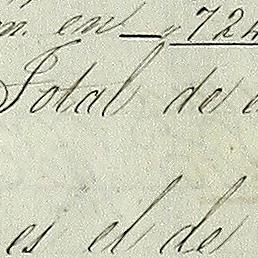 en — 724
Total de
es el de